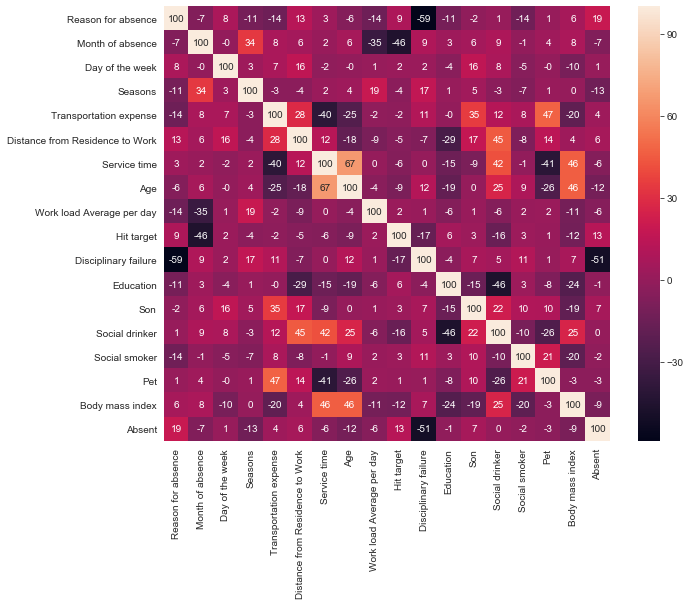 Reason for absence 100 -7 8 -11 -14 13 3 -6 -14 9 -59 -11 -2 1 -14 1 6 19
Month of absence -7 100 -0 34 8 6 2 6 -35 -46 9 3 6 9 -1 4 8 -7
Day of the week 8 -0 100 3 7 16 -2 -0 1 2 2 -4 16 8 -5 -0 -10 1
Seasons -11 34 3 100 -3 -4 2 4 19 -4 17 1 5 -3 -7 1 0 -13
Transportation expense -14 8 7 -3 100 28 -40 -25 -2 -2 11 -0 35 12 8 47 -20 4
Distance from Residence to Work 13 6 16 -4 28 100 12 -18 -9 -5 -7 -29 17 45 -8 14 4 6
Service time 3 2 -2 2 -40 12 100 67 0 -6 0 -15 -9 42 -1 -41 46 -6
Age -6 6 -0 4 -25 -18 67 100 -4 -9 12 -19 0 25 9 -26 46 -12
Work load Average per day -14 -35 1 19 -2 -9 0 -4 100 2 1 -6 1 -6 2 2 -11 -6
Hit target 9 -46 2 -4 -2 -5 -6 -9 2 100 -17 6 3 -16 3 1 -12 13
Disciplinary failure -59 9 2 17 11 -7 0 12 1 -17 100 -4 7 5 11 1 7 -51
Education -11 3 -4 1 -0 -29 -15 -19 -6 6 -4 100 -15 -46 3 -8 -24 -1
Son -2 6 16 5 35 17 -9 0 1 3 7 -15 100 22 10 10 -19 7
Social drinker 1 9 8 -3 12 45 42 25 -6 -16 5 -46 22 100 -10 -26 25 0
Social smoker -14 -1 -5 -7 8 -8 -1 9 2 3 11 3 10 -10 100 21 -20 -2
Pet 1 4 -0 1 47 14 -41 -26 2 1 1 -8 10 -26 21 100 -3 -3
Body mass index 6 8 -10 0 -20 4 46 46 -11 -12 7 -24 -19 25 -20 -3 100 -9
Absent 19 -7 1 -13 4 6 -6 -12 -6 13 -51 -1 7 0 -2 -3 -9 100
Reason for absence
Month of absence
Day of the week
Seasons
Transportation expense
Distance from Residence to Work
Service time
Age
Work load Average per day
Hit target
Disciplinary failure
Education
Son
Social drinker
Social smoker
Pet
Body mass index
Absent
90
60
30
0
-30